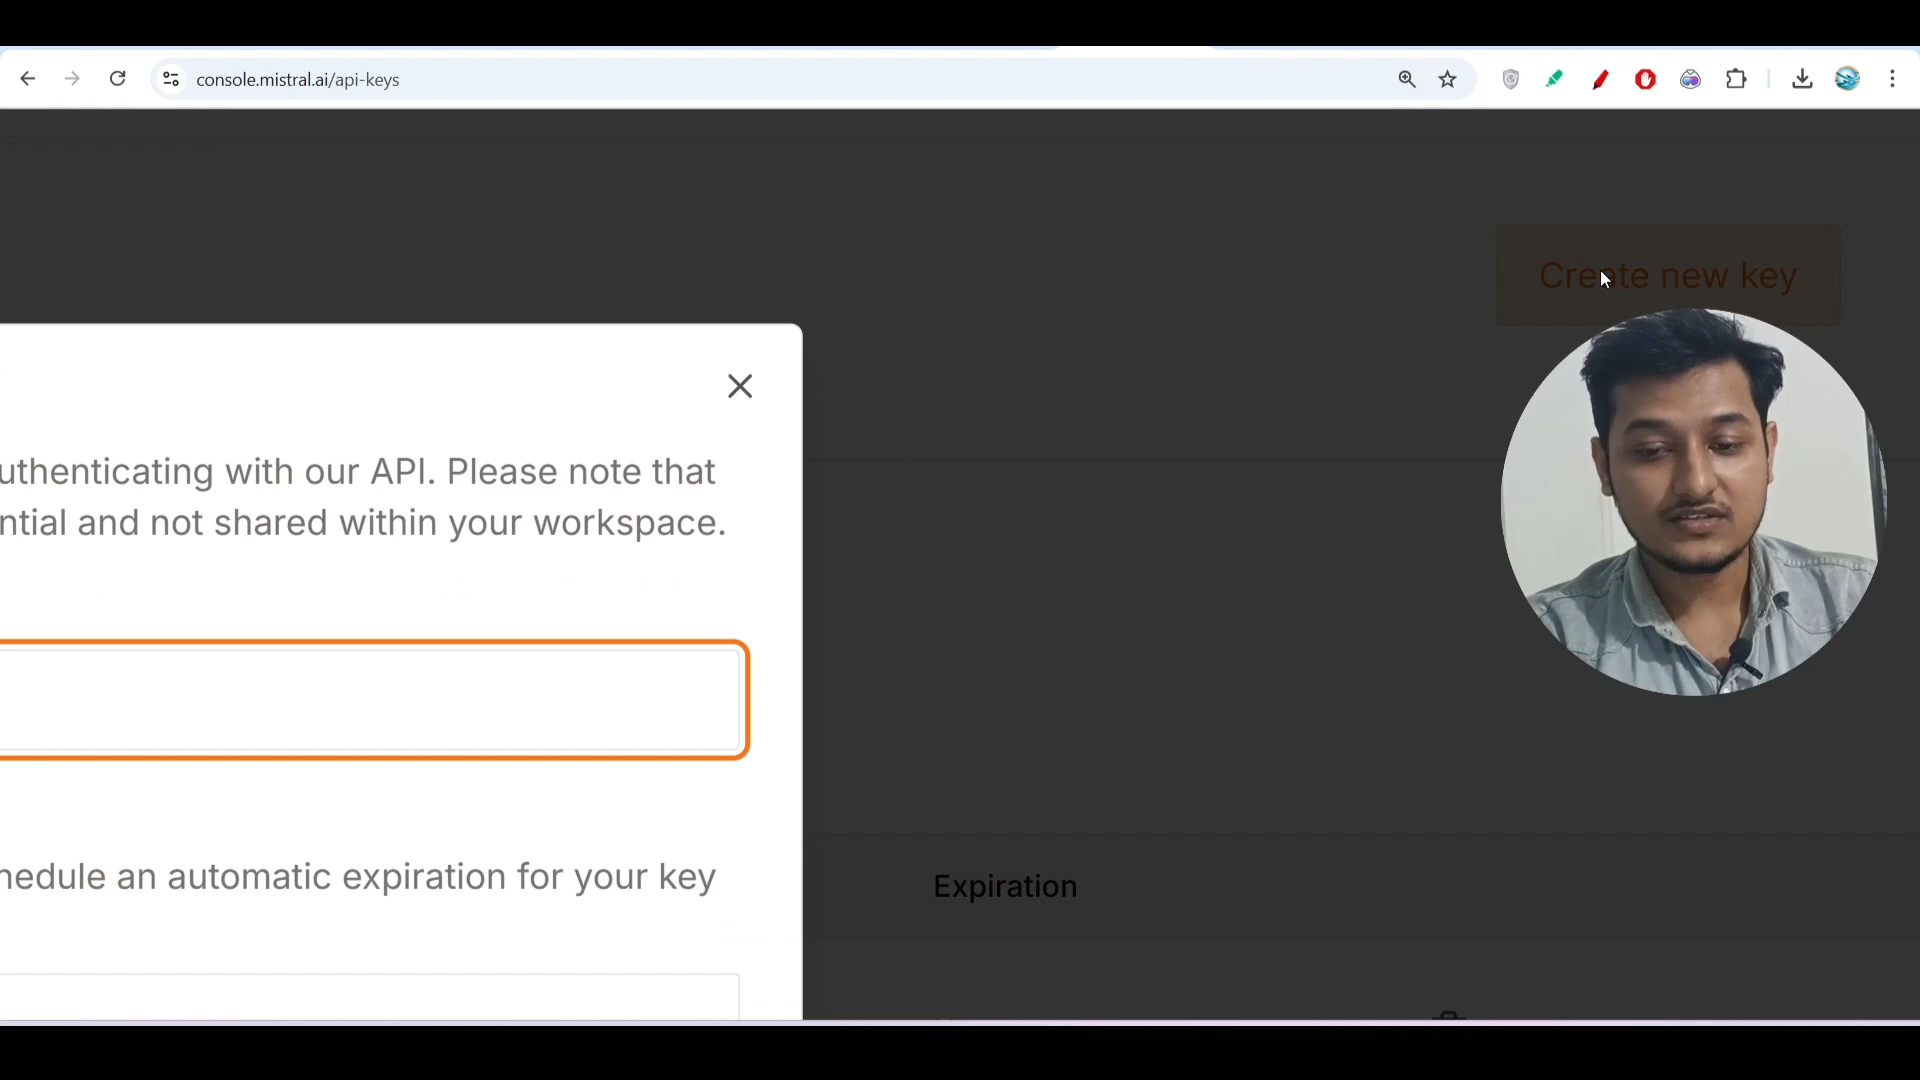 console.mistral.ai/api-keys
Create new key
uthenticating with our API. Please note that
ntial and not shared within your workspace.
hedule an automatic expiration for your key
Expiration